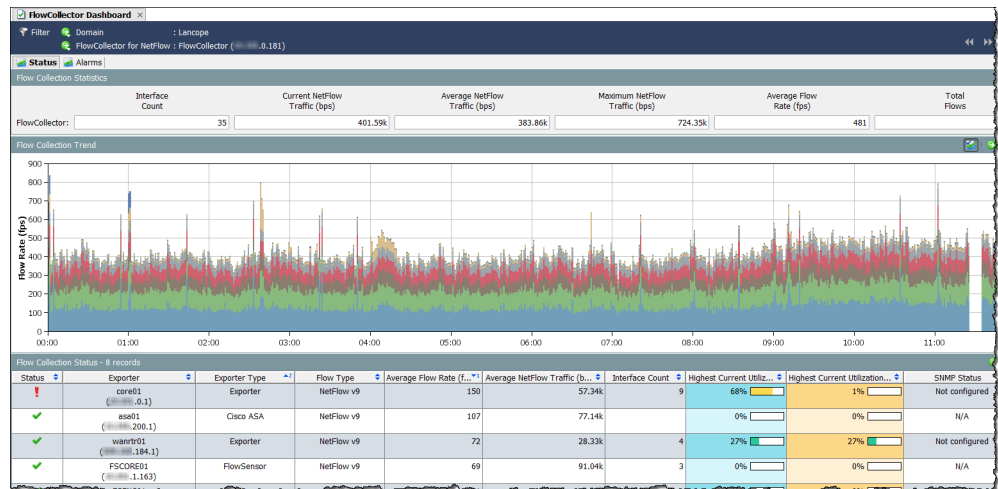 FlowCollector Dashboard ×
Filter Domain : Lancope
FlowCollector for NetFlow : FlowCollector ( .0.181)
Status Alarms
Flow Collection Statistics
Interface Count Current NetFlow Traffic (bps) Average NetFlow Traffic (bps) Maximum NetFlow Traffic (bps) Average Flow Rate (fps) Total Flows
FlowCollector: 35 401.59k 383.86k 724.35k 481
Flow Collection Trend
Flow Rate (fps)
900
800
700
600
500
400
300
200
100
0
00:00 01:00 02:00 03:00 04:00 05:00 06:00 07:00 08:00 09:00 10:00 11:00
Flow Collection Status - 8 records
Status Exporter Exporter Type 2 Flow Type Average Flow Rate (f... 1 Average NetFlow Traffic (b... Interface Count Highest Current Utiliz... Highest Current Utilization... SNMP Status
! core01 ( .0.1) Exporter NetFlow v9 150 57.34k 9 68% 1% Not configured
asa01 ( .200.1) Cisco ASA NetFlow v9 107 77.14k 0% 0% N/A
wanrtr01 ( .184.1) Exporter NetFlow v9 72 28.33k 4 27% 27% Not configured
FSCORE01 ( .1.163) FlowSensor NetFlow v9 69 91.04k 3 0% 0% N/A